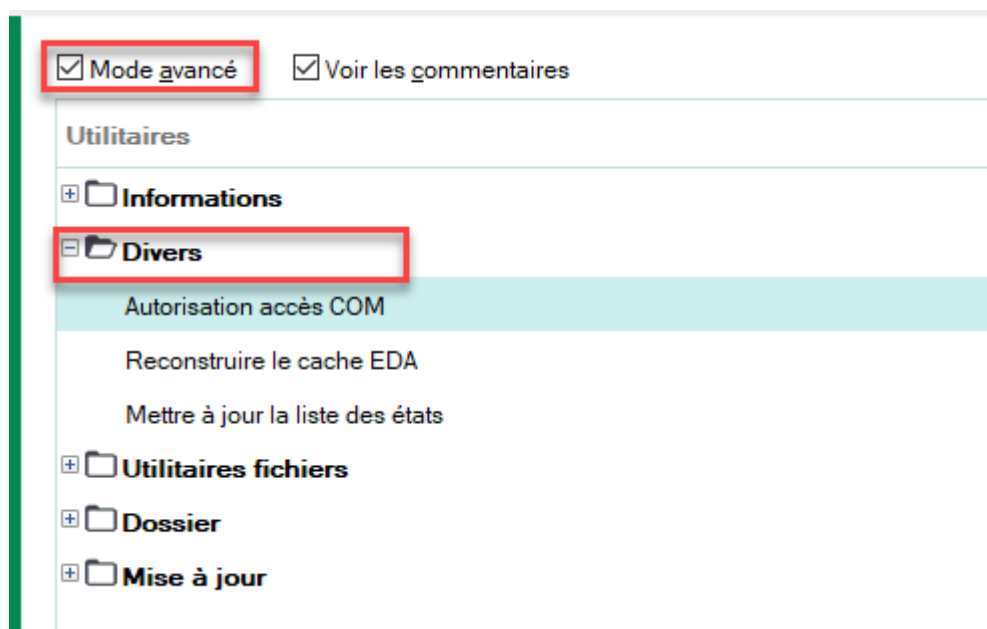 Mode avancé Voir les commentaires
Utilitaires
Informations
Divers
Autorisation accès COM
Reconstruire le cache EDA
Mettre à jour la liste des états
Utilitaires fichiers
Dossier
Mise à jour